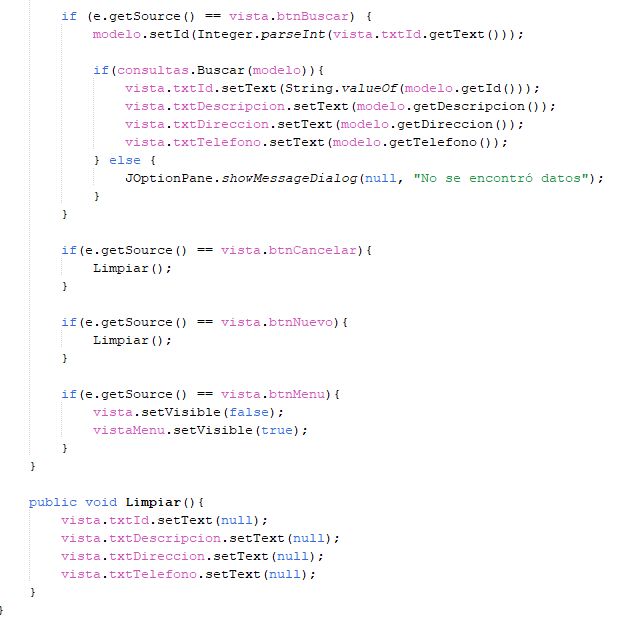 if (e.getSource() == vista.btnBuscar) {
modelo.setId(Integer.parseInt(vista.txtId.getText()));
if(consultas.Buscar(modelo)){
vista.txtId.setText(String.valueOf(modelo.getId()));
vista.txtDescripcion.setText(modelo.getDescripcion());
vista.txtDireccion.setText(modelo.getDireccion());
vista.txtTelefono.setText(modelo.getTelefono());
} else {
JOptionPane.showMessageDialog(null, "No se encontró datos");
}
}
if(e.getSource() == vista.btnCancelar){
Limpiar();
}
if(e.getSource() == vista.btnNuevo){
Limpiar();
}
if(e.getSource() == vista.btnMenu){
vista.setVisible(false);
vistaMenu.setVisible(true);
}
}
public void Limpiar(){
vista.txtId.setText(null);
vista.txtDescripcion.setText(null);
vista.txtDireccion.setText(null);
vista.txtTelefono.setText(null);
}
}